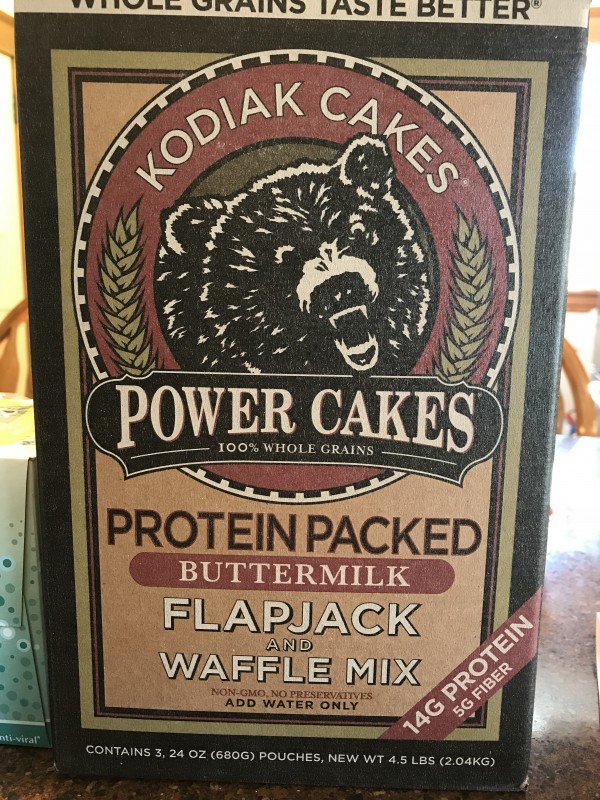 WHOLE GRAINS TASTE BETTER®
KODIAK CAKES®
POWER CAKES
100% WHOLE GRAINS
PROTEIN PACKED
BUTTERMILK
FLAPJACK
AND
WAFFLE MIX
NON-GMO, NO PRESERVATIVES
ADD WATER ONLY
14G PROTEIN
5G FIBER
CONTAINS 3, 24 OZ (680G) POUCHES, NEW WT 4.5 LBS (2.04KG)
nti-viral*